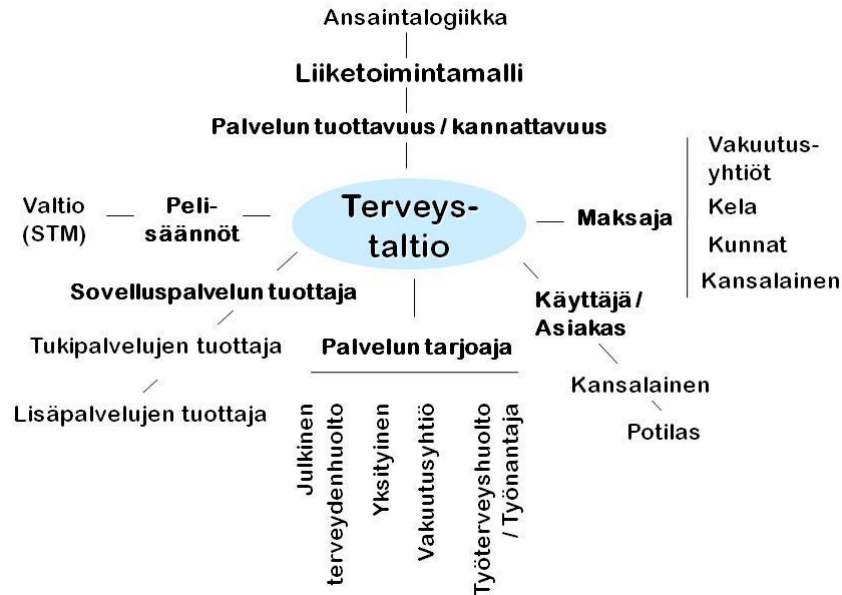 Ansaintalogiikka
Liiketoimintamalli
Palvelun tuottavuus / kannattavuus
Terveys-
taltio
Valtio
(STM)
Peli-
säännöt
Maksaja
Vakuutus-
yhtiöt
Kela
Kunnat
Kansalainen
Sovelluspalvelun tuottaja
Tukipalvelujen tuottaja
Lisäpalvelujen tuottaja
Palvelun tarjoaja
Julkinen
terveydenhuolto
Yksityinen
Vakuutusyhtiö
Työterveyshuolto
/ Työnantaja
Käyttäjä /
Asiakas
Kansalainen
Potilas